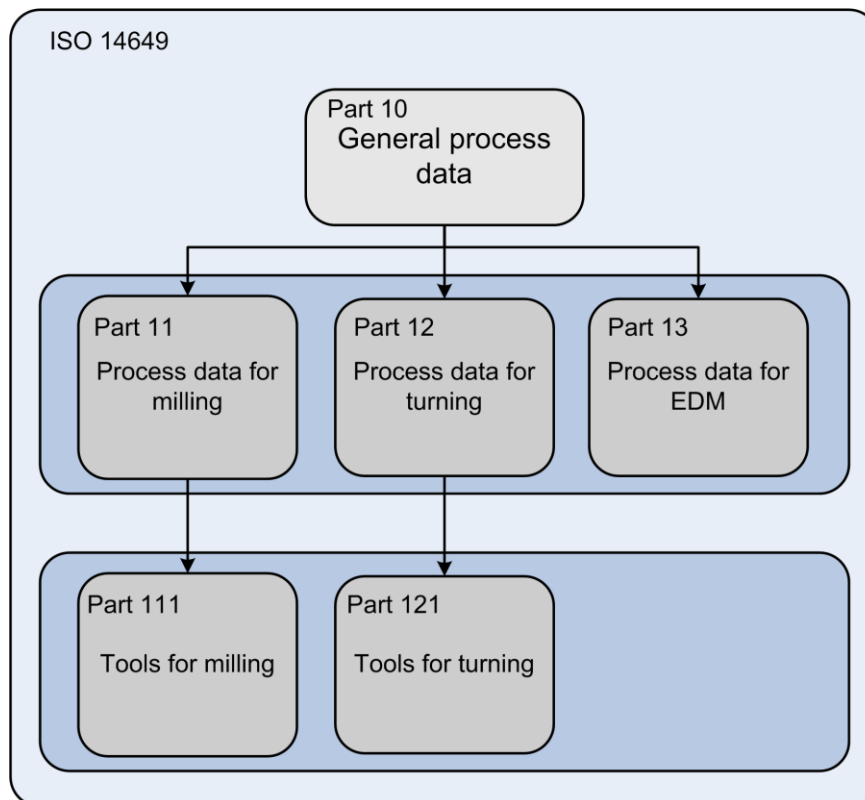 ISO 14649
Part 10
General process
data
Part 11
Process data for
milling
Part 12
Process data for
turning
Part 13
Process data for
EDM
Part 111
Tools for milling
Part 121
Tools for turning